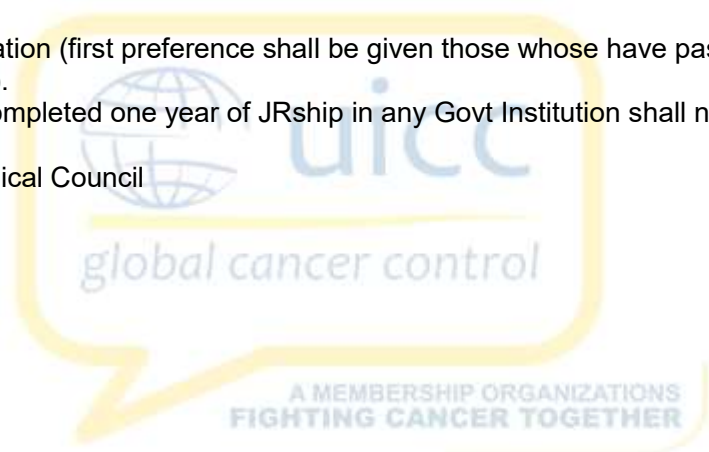 ation (first preference shall be given those whose have pas
.
ompleted one year of JRship in any Govt Institution shall n
ical Council
uicc
global cancer control
A MEMBERSHIP ORGANIZATIONS
FIGHTING CANCER TOGETHER